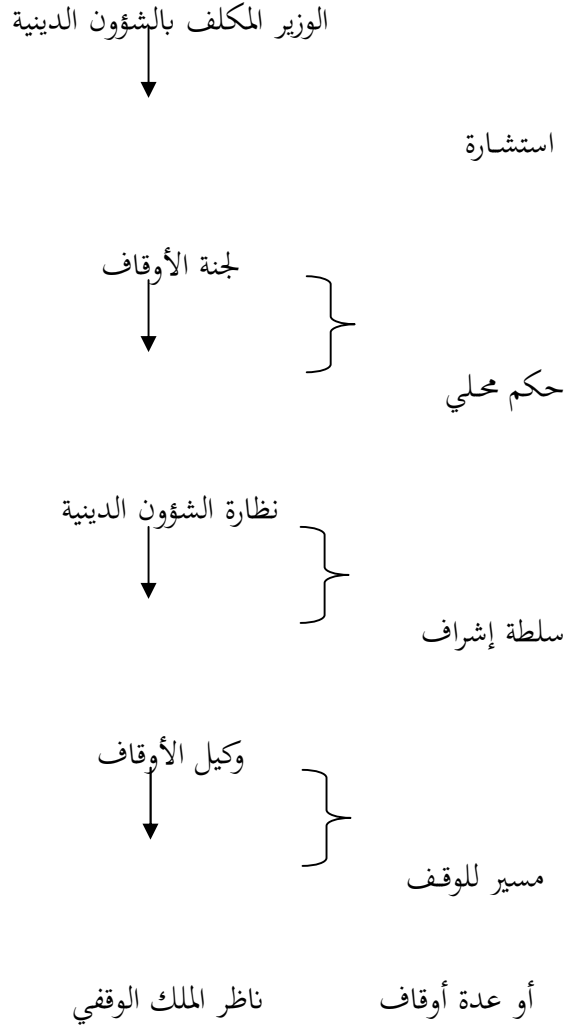 الوزير المكلف بالشؤون الدينية
استشارة
لجنة الأوقاف
حكم محلي
نظارة الشؤون الدينية
سلطة إشراف
وكيل الأوقاف
مسير للوقف
أو عدة أوقاف ناظر الملك الوقفي